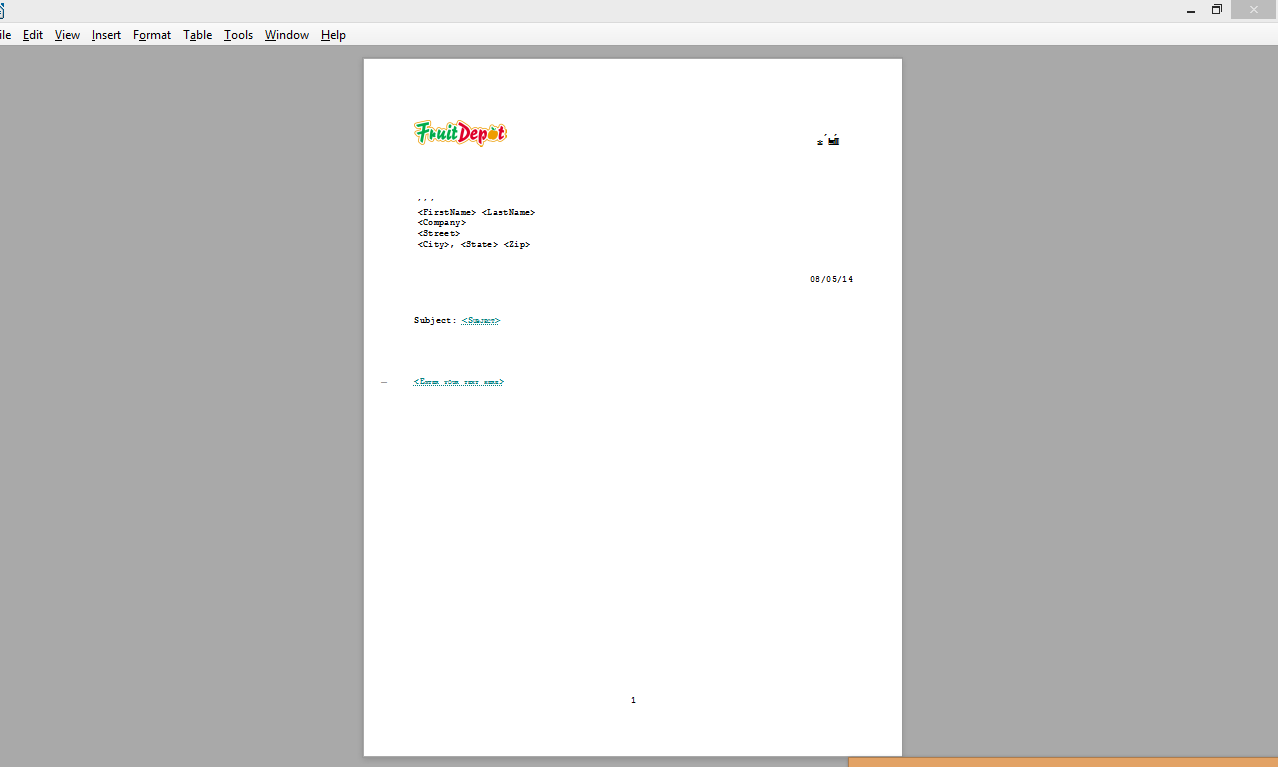 ile Edit View Insert Format Table Tools Window Help
FruitDepot
, , ,
<FirstName> <LastName>
<Company>
<Street>
<City>, <State> <Zip>
08/05/14
Subject: <Subject>
<Enter your text here>
1